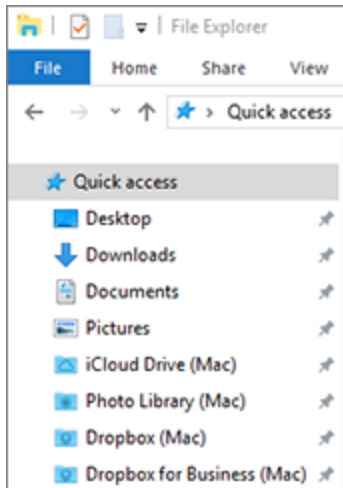 File Explorer
File Home Share View
Quick access
Quick access
Desktop
Downloads
Documents
Pictures
iCloud Drive (Mac)
Photo Library (Mac)
Dropbox (Mac)
Dropbox for Business (Mac)